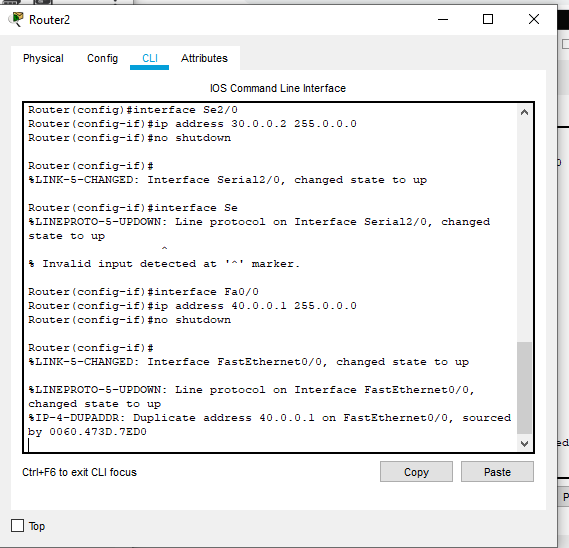 Router2
Physical Config CLI Attributes
IOS Command Line Interface
Router(config)#interface Se2/0
Router(config-if)#ip address 30.0.0.2 255.0.0.0
Router(config-if)#no shutdown
Router(config-if)#
%LINK-5-CHANGED: Interface Serial2/0, changed state to up
Router(config-if)#interface Se
%LINEPROTO-5-UPDOWN: Line protocol on Interface Serial2/0, changed
state to up
^
% Invalid input detected at '^' marker.
Router(config-if)#interface Fa0/0
Router(config-if)#ip address 40.0.0.1 255.0.0.0
Router(config-if)#no shutdown
Router(config-if)#
%LINK-5-CHANGED: Interface FastEthernet0/0, changed state to up
%LINEPROTO-5-UPDOWN: Line protocol on Interface FastEthernet0/0,
changed state to up
%IP-4-DUPADDR: Duplicate address 40.0.0.1 on FastEthernet0/0, sourced
by 0060.473D.7ED0
Ctrl+F6 to exit CLI focus
Copy Paste
Top
ed
P